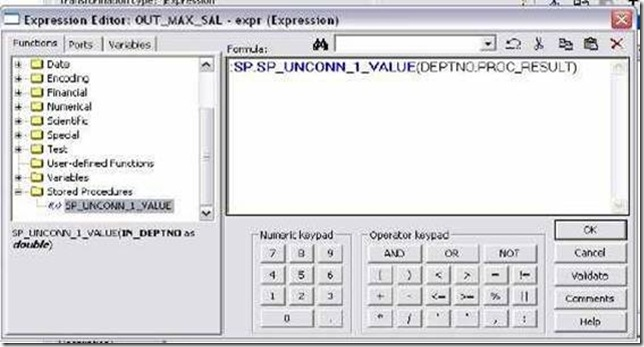 Expression Editor: OUT_MAX_SAL - expr (Expression)
Functions Ports Variables
Formula:
:SP.SP_UNCONN_1_VALUE(DEPTNO,PROC_RESULT)
Date
Encoding
Financial
Numerical
Scientific
Special
Test
User-defined Functions
Variables
Stored Procedures
f() SP_UNCONN_1_VALUE
SP_UNCONN_1_VALUE(IN_DEPTNO as
double)
Numeric keypad
7 8 9
4 5 6
1 2 3
0 .
Operator keypad
AND OR NOT
( ) < > = !=
+ - <= >= % ||
* / ' " , :
OK
Cancel
Validate
Comments
Help